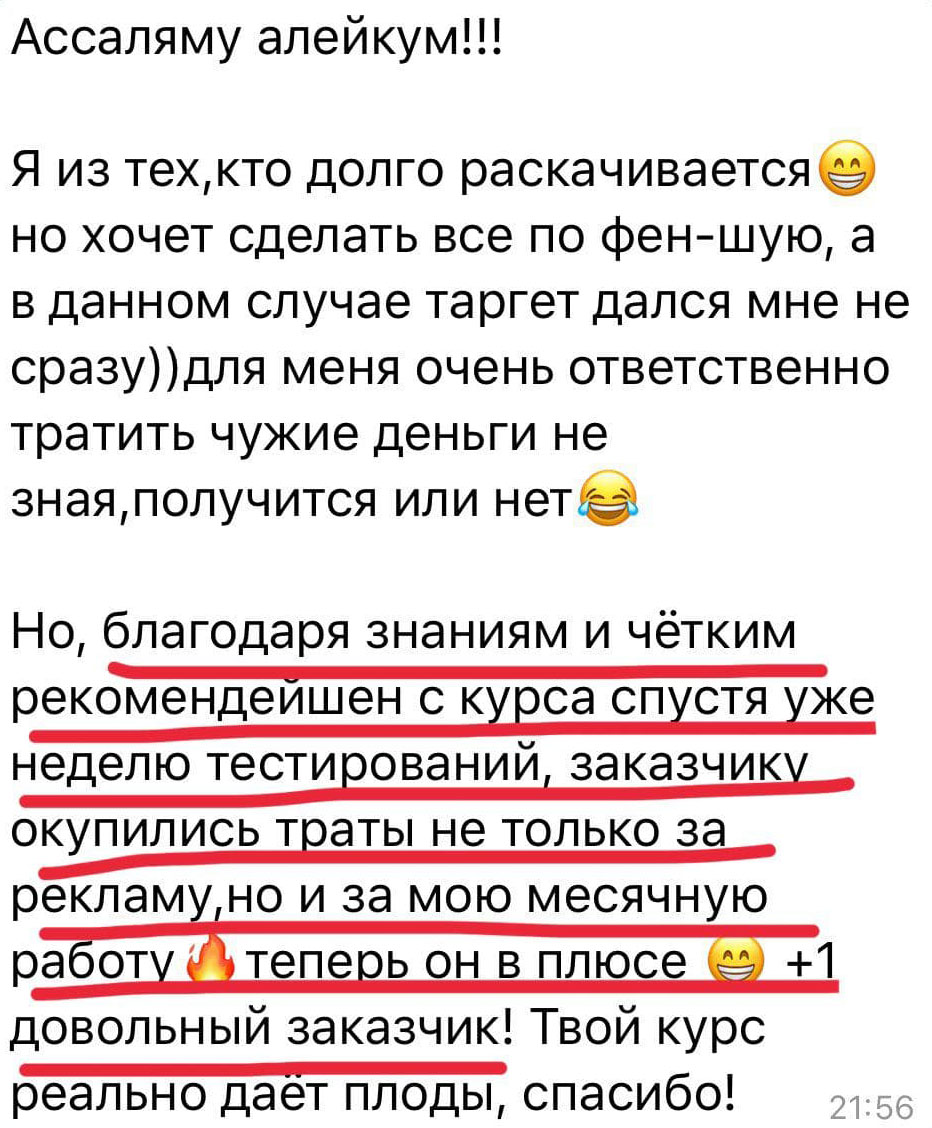 Ассаляму алейкум!!!
Я из тех,кто долго раскачивается😁
но хочет сделать все по фен-шую, а
в данном случае таргет дался мне не
сразу))для меня очень ответственно
тратить чужие деньги не
зная,получится или нет😂
Но, благодаря знаниям и чётким
рекомендейшен с курса спустя уже
неделю тестирований, заказчику
окупились траты не только за
рекламу,но и за мою месячную
работу🔥теперь он в плюсе 😁 +1
довольный заказчик! Твой курс
реально даёт плоды, спасибо!
21:56